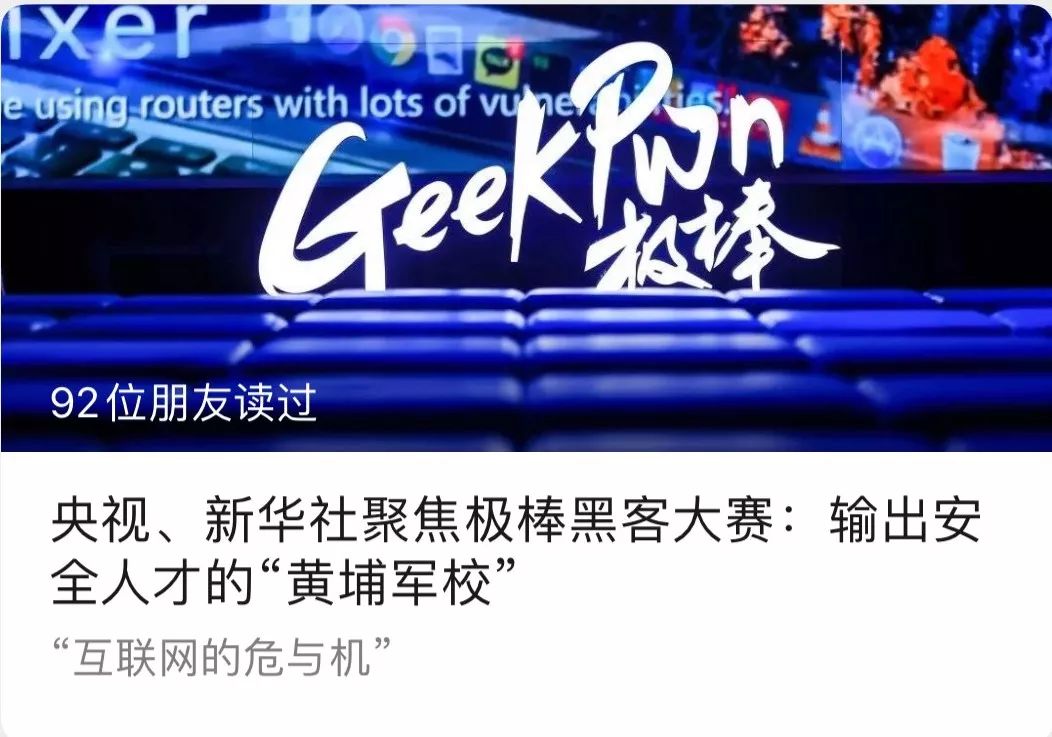 ixer
e using routers with lots of vulnerabilities.
GeekPwn
极棒
92位朋友读过
央视、新华社聚焦极棒黑客大赛：输出安
全人才的“黄埔军校”
“互联网的危与机”